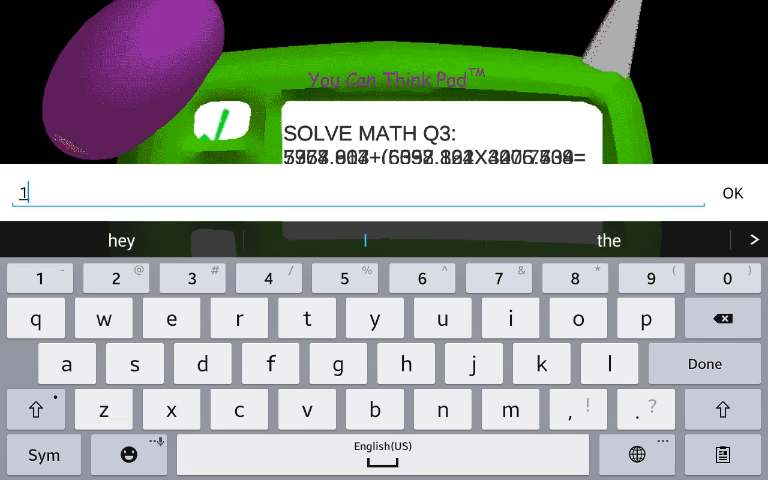 You Can Think Pad™
SOLVE MATH Q3:
1
OK
hey
I
the
>
1 - 2 @ 3 # 4 / 5 % 6 ^ 7 & 8 * 9 ( 0 )
q w e r t y u i o p
a s d f g h j k l Done
z x c v b n m , ! . ?
Sym English(US)